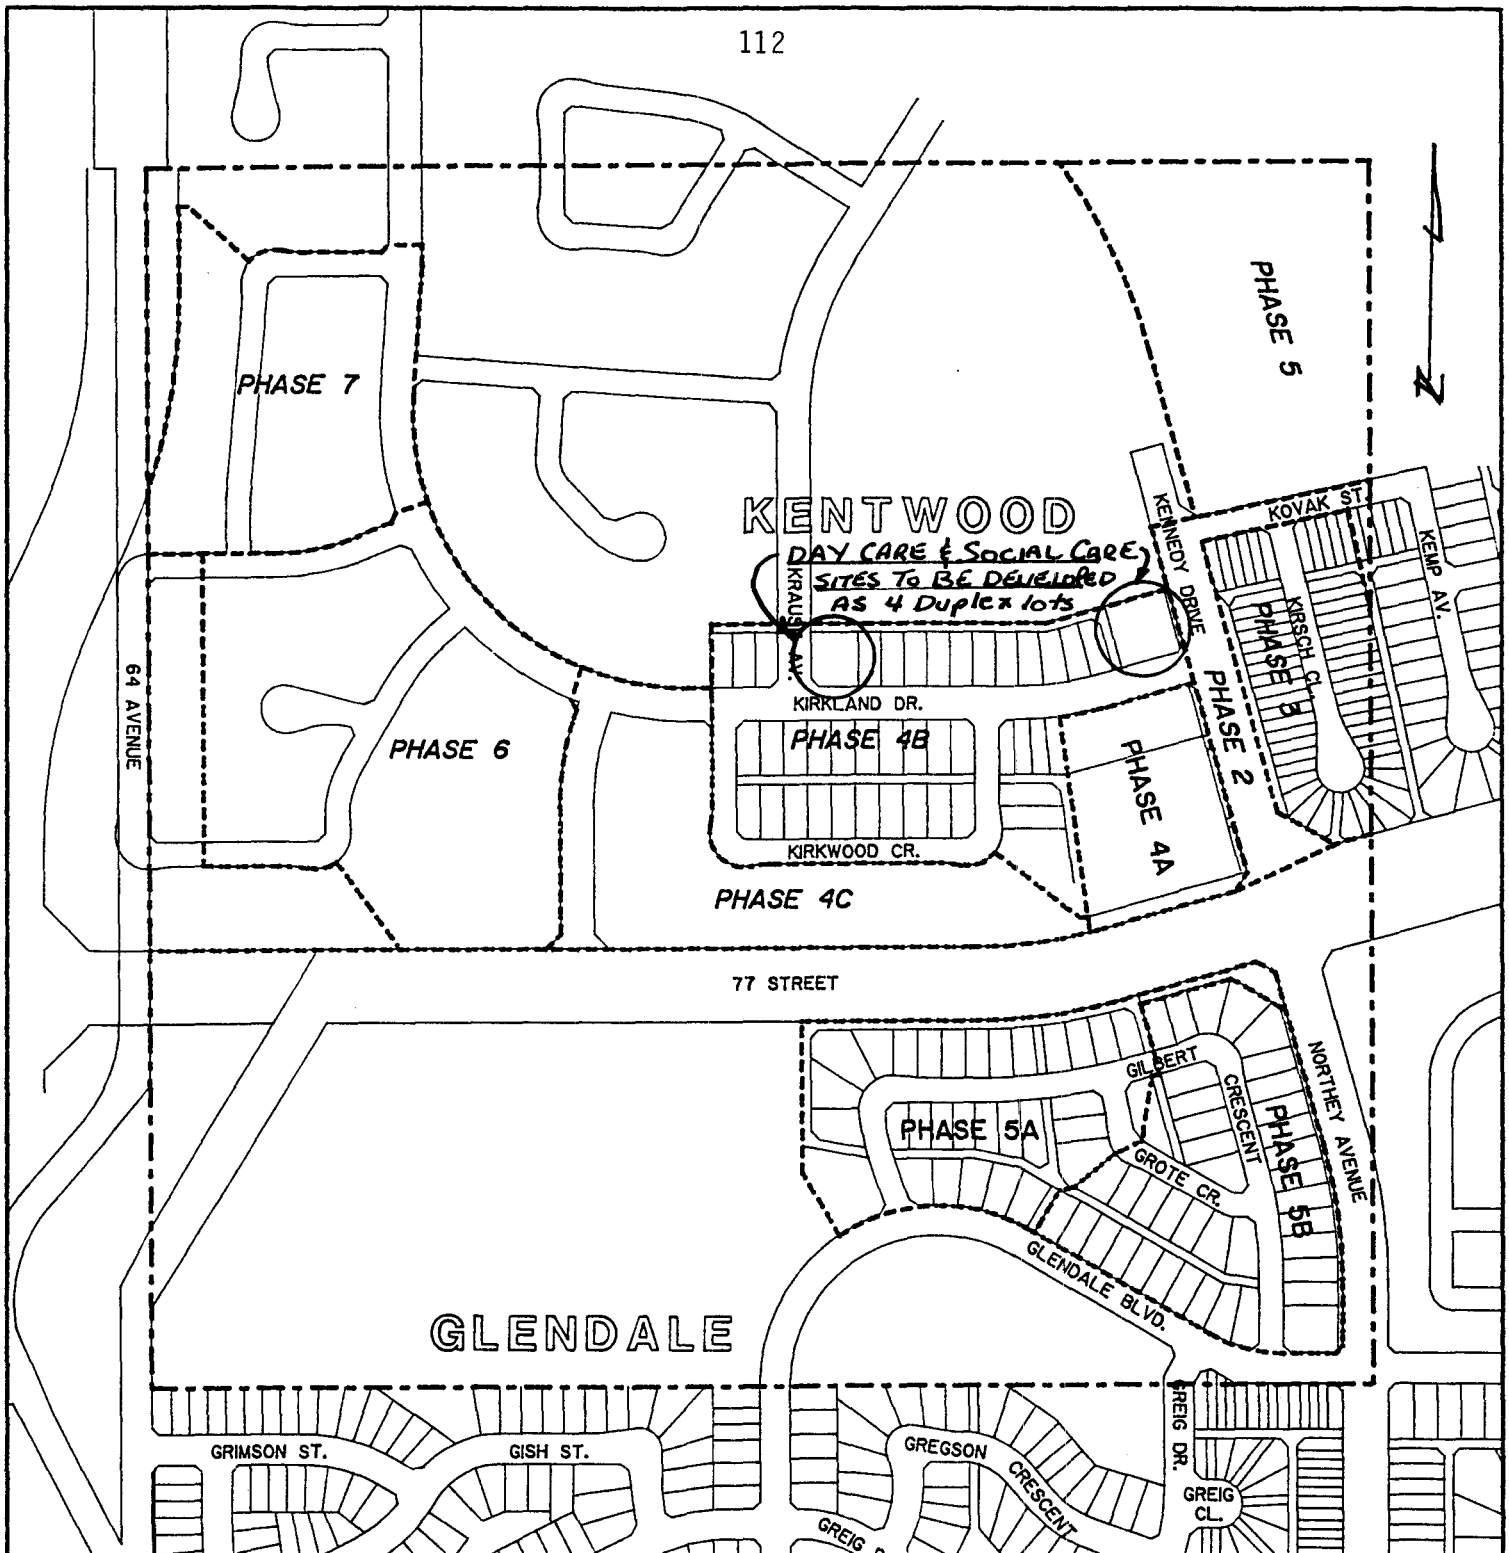 112
PHASE 5
PHASE 7
KENTWOOD
DAY CARE & SOCIAL CARE
SITES TO BE DEVELOPED
AS 4 Duplex lots
KOVAK ST
KENNEDY DRIVE
KEMP AV.
KIRSCH CL.
PHASE 3
PHASE 2
64 AVENUE
KIRKLAND DR.
PHASE 6
PHASE 4B
PHASE 4A
KIRKWOOD CR.
PHASE 4C
77 STREET
GILBERT
CRESCENT
NORTHEY AVENUE
PHASE 5A
PHASE 5B
GROTE CR.
GLENDALE BLVD.
GLENDALE
GRIMSON ST.
GISH ST.
GREGSON
CRESCENT
GREIG DR.
GREIG
CL.
GREIG